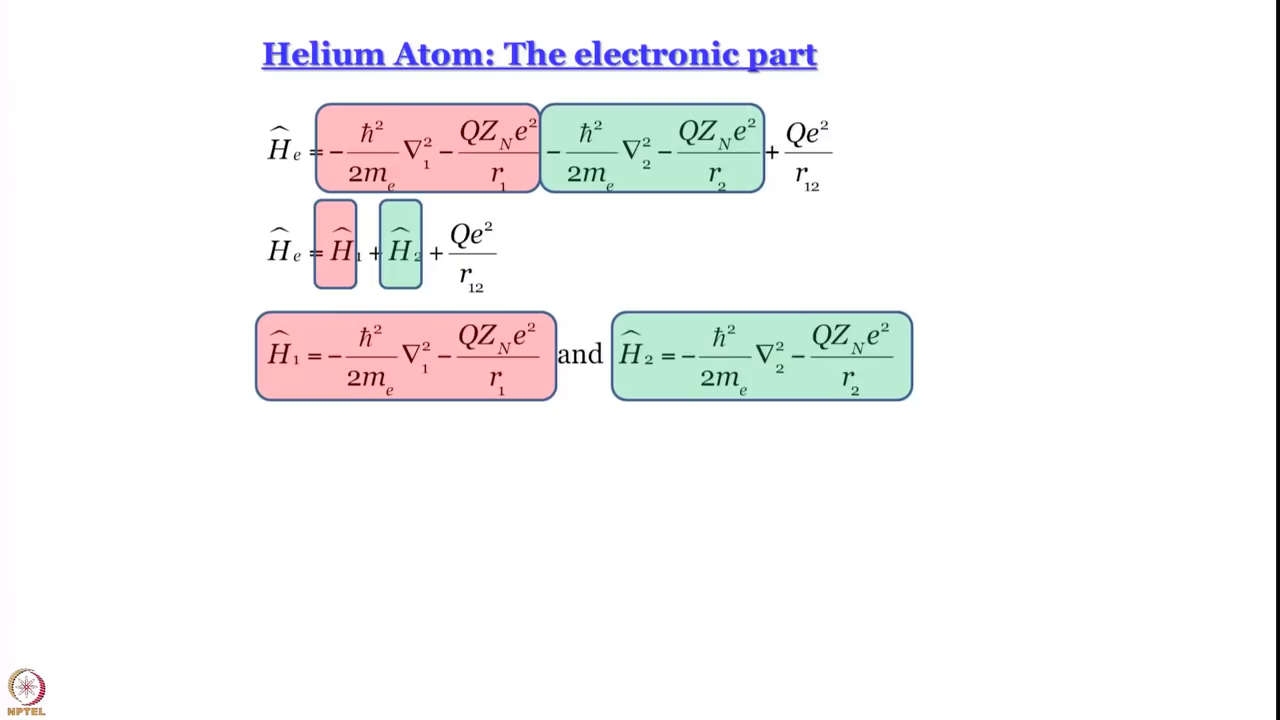 Helium Atom: The electronic part
Ĥₑ = −ħ²/2mₑ ∇₁² − QZ_N e²/r₁ − ħ²/2mₑ ∇₂² − QZ_N e²/r₂ + Qe²/r₁₂
Ĥₑ = Ĥ₁ + Ĥ₂ + Qe²/r₁₂
Ĥ₁ = −ħ²/2mₑ ∇₁² − QZ_N e²/r₁ and Ĥ₂ = −ħ²/2mₑ ∇₂² − QZ_N e²/r₂
NPTEL